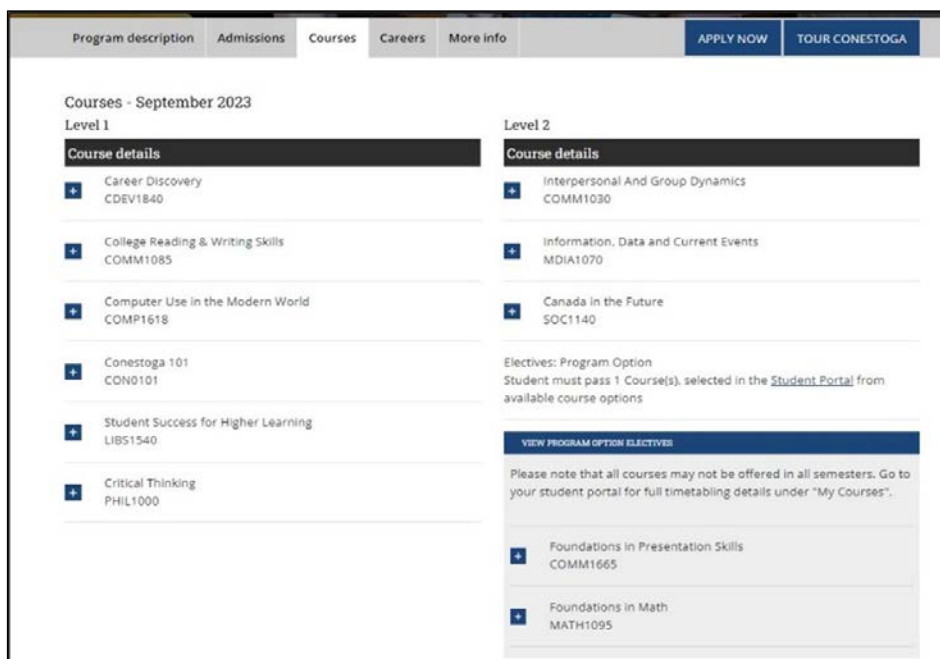 Program description
Admissions
Courses
Careers
More info
APPLY NOW
TOUR CONESTOGA
Courses - September 2023
Level 1
Course details
Career Discovery
CDEV1840
College Reading & Writing Skills
COMM1085
Computer Use in the Modern World
COMP1618
Conestoga 101
CON0101
Student Success for Higher Learning
LIBS1540
Critical Thinking
PHIL1000
Level 2
Course details
Interpersonal And Group Dynamics
COMM1030
Information, Data and Current Events
MDIA1070
Canada in the Future
SOC1140
Electives: Program Option
Student must pass 1 Course(s), selected in the Student Portal from
available course options
VIEW PROGRAM OPTION ELECTIVES
Please note that all courses may not be offered in all semesters. Go to
your student portal for full timetabling details under "My Courses".
Foundations in Presentation Skills
COMM1665
Foundations in Math
MATH1095